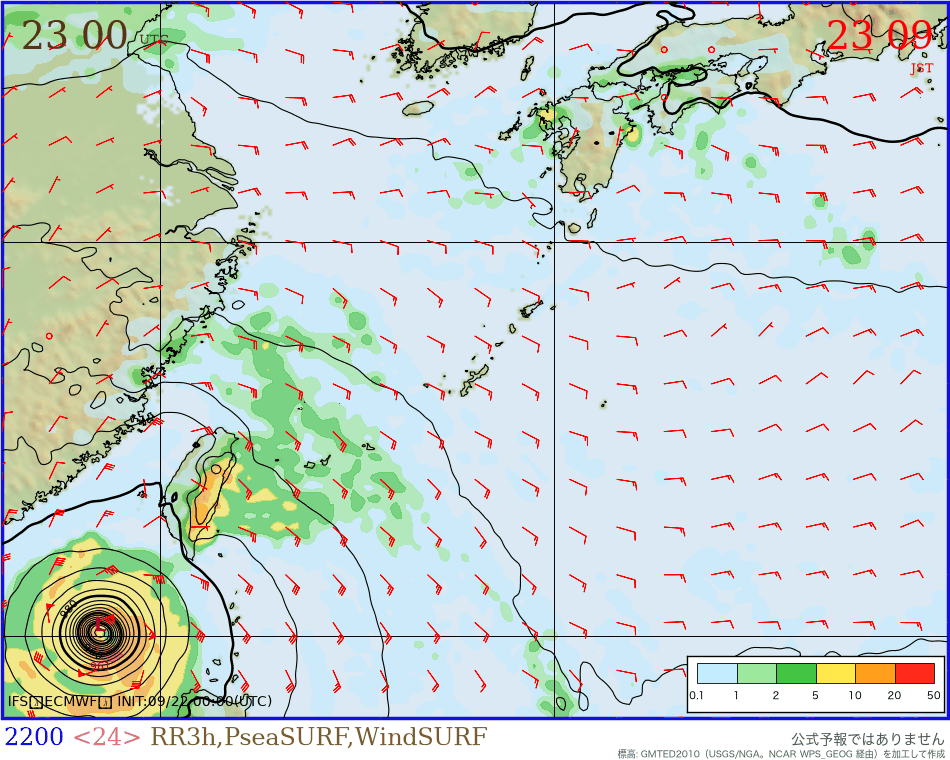 23 00 UTC
23 09
JST
980
IFS ECMWF INIT:09/22 00:00(UTC)
0.1 1 2 5 10 20 50
2200 <24> RR3h,PseaSURF,WindSURF
公式予報ではありません
標高: GMTED2010（USGS/NGA。NCAR WPS_GEOG 経由）を加工して作成